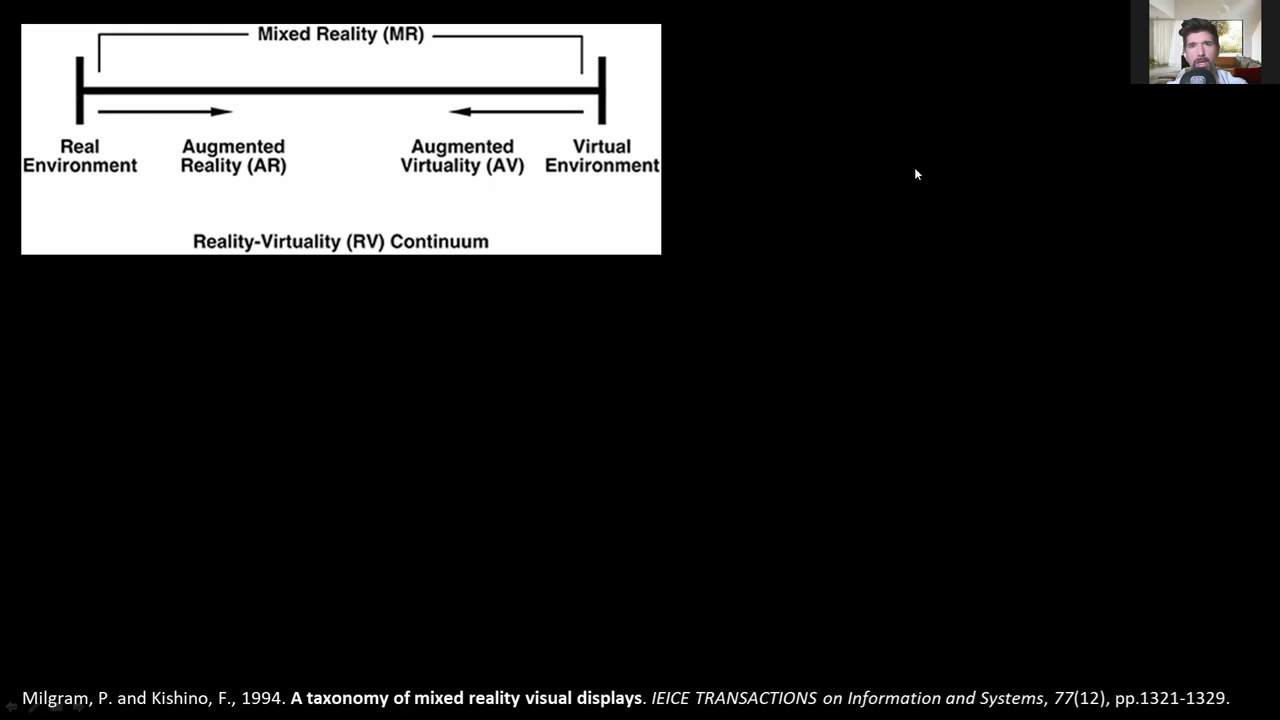 Mixed Reality (MR)
Real Environment
Augmented Reality (AR)
Augmented Virtuality (AV)
Virtual Environment
Reality-Virtuality (RV) Continuum
Milgram, P. and Kishino, F., 1994. A taxonomy of mixed reality visual displays. IEICE TRANSACTIONS on Information and Systems, 77(12), pp.1321-1329.